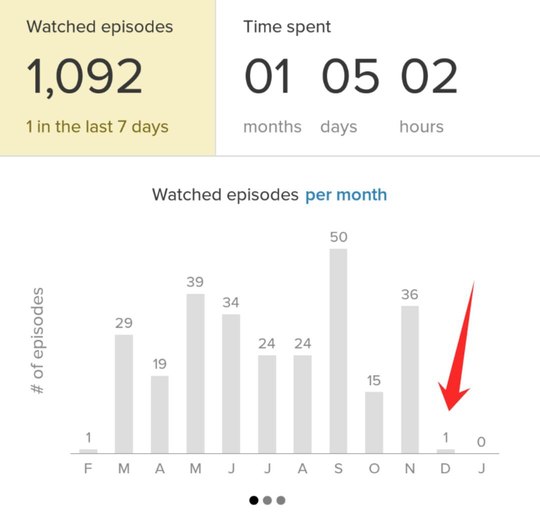 Watched episodes
1,092
1 in the last 7 days
Time spent
01 05 02
months days hours
Watched episodes per month
# of episodes
50
39
36
34
29
24 24
19
15
1
1
0
F M A M J J A S O N D J